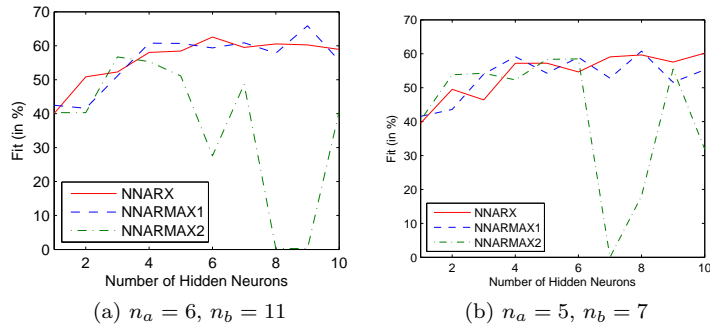 70
60
50
40
30
20
10
0
Fit (in %)
NNARX
NNARMAX1
NNARMAX2
2 4 6 8 10
Number of Hidden Neurons
(a) n_a = 6, n_b = 11
70
60
50
40
30
20
10
0
Fit (in %)
NNARX
NNARMAX1
NNARMAX2
2 4 6 8 10
Number of Hidden Neurons
(b) n_a = 5, n_b = 7